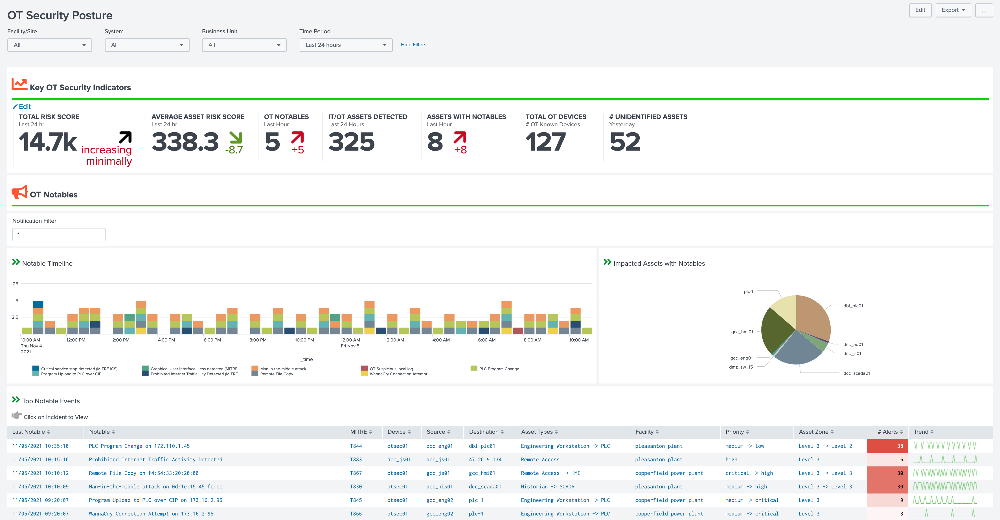 OT Security Posture
Edit
Export
...
Facility/Site
System
Business Unit
Time Period
All
All
All
Last 24 hours
Hide Filters
Key OT Security Indicators
Edit
TOTAL RISK SCORE
Last 24 hr
14.7k
increasing
minimally
AVERAGE ASSET RISK SCORE
Last 24 hr
338.3
-8.7
OT NOTABLES
Last Hour
5
+5
IT/OT ASSETS DETECTED
Last 24 Hours
325
ASSETS WITH NOTABLES
Last Hour
8
+8
TOTAL OT DEVICES
# OT Known Devices
127
# UNIDENTIFIED ASSETS
Yesterday
52
OT Notables
Notification Filter
*
Notable Timeline
7.5
5
2.5
10:00 AM
Thu Nov 4
2021
12:00 PM
2:00 PM
4:00 PM
6:00 PM
8:00 PM
10:00 PM
12:00 AM
Fri Nov 5
2:00 AM
4:00 AM
6:00 AM
8:00 AM
10:00 AM
_time
Critical service stop detected (MITRE ICS)
Graphical User Interface ...ess detected (MITRE...
Man-in-the-middle attack
OT Suspicious local log
PLC Program Change
Program Upload to PLC over CIP
Prohibited Internet Traffic ...ity Detected (MITRE...
Remote File Copy
WannaCry Connection Attempt
Impacted Assets with Notables
plc-1
dbl_plc01
gcc_hmi01
dcc_ad01
dcc_js01
gcc_eng01
dmz_sw_15
dcc_scada01
Top Notable Events
Click on Incident to View
Last Notable Notable MITRE Device Source Destination Asset Types Facility Priority Asset Zone # Alerts Trend
11/05/2021 10:35:10 PLC Program Change on 172.110.1.45 T844 otsec01 dcc_eng01 dbl_plc01 Engineering Workstation -> PLC pleasanton plant medium -> low Level 3 -> Level 2 38
11/05/2021 10:15:16 Prohibited Internet Traffic Activity Detected T883 dcc_js01 dcc_js01 47.26.9.134 Remote Access pleasanton plant high Level 3 6
11/05/2021 10:10:12 Remote File Copy on f4:54:33:20:20:00 T867 otsec01 gcc_js01 gcc_hmi01 Remote Access -> HMI copperfield power plant critical -> high Level 3 -> Level 3 30
11/05/2021 10:10:09 Man-in-the-middle attack on 0d:1e:15:45:fc:cc T830 otsec01 dcc_his01 dcc_scada01 Historian -> SCADA pleasanton plant medium -> high Level 3 -> Level 3 30
11/05/2021 09:20:07 Program Upload to PLC over CIP on 173.16.2.95 T845 otsec01 gcc_eng02 plc-1 Engineering Workstation -> PLC copperfield power plant medium -> critical Level 3 9
11/05/2021 09:20:07 WannaCry Connection Attempt on 173.16.2.95 T866 otsec01 gcc_eng02 plc-1 Engineering Workstation -> PLC copperfield power plant medium -> critical Level 3 3